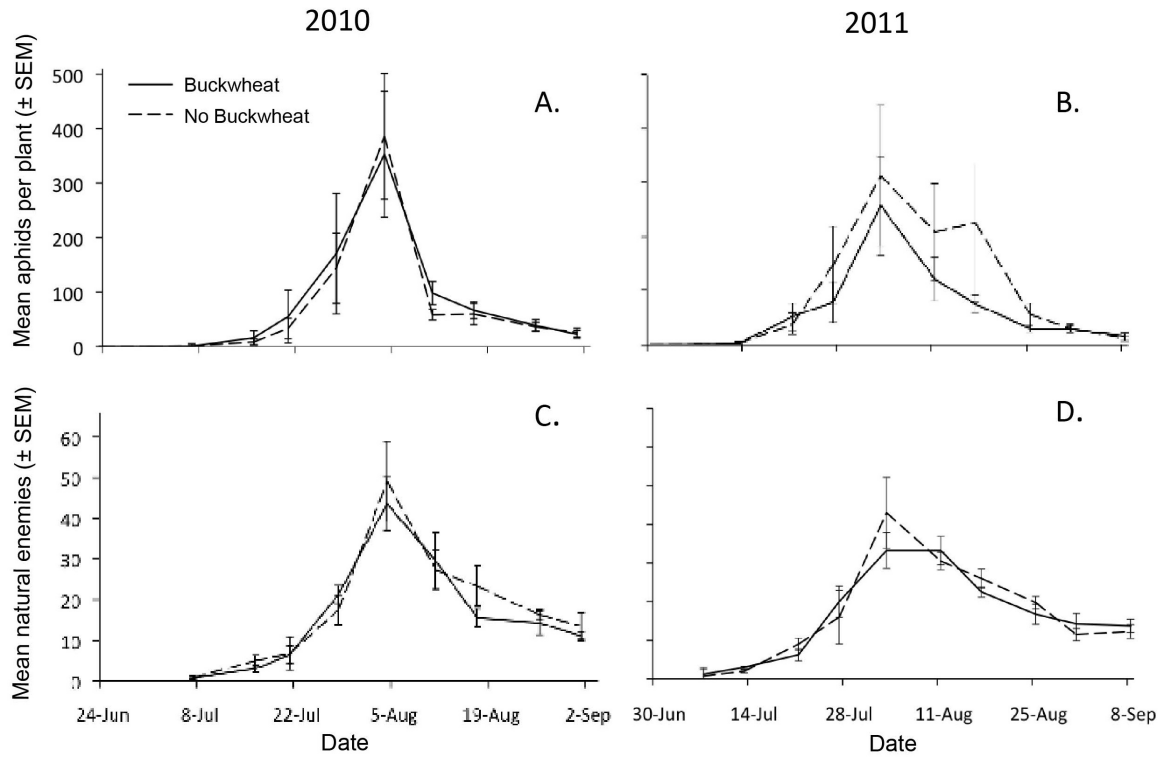 2010
2011
Mean aphids per plant (± SEM)
500
400
300
200
100
0
Buckwheat
No Buckwheat
A.
B.
Mean natural enemies (± SEM)
60
50
40
30
20
10
0
C.
D.
24-Jun 8-Jul 22-Jul 5-Aug 19-Aug 2-Sep
Date
30-Jun 14-Jul 28-Jul 11-Aug 25-Aug 8-Sep
Date